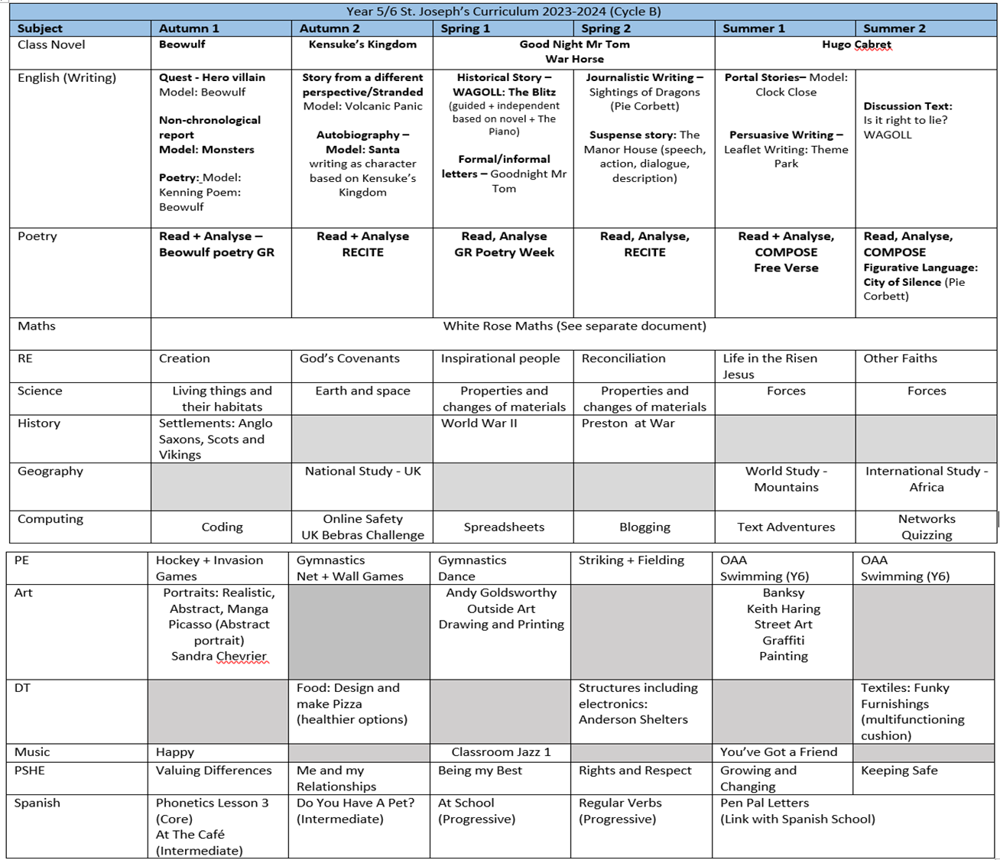 Year 5/6 St. Joseph's Curriculum 2023-2024 (Cycle B)
Subject
Autumn 1
Autumn 2
Spring 1
Spring 2
Summer 1
Summer 2
Class Novel
Beowulf
Kensuke's Kingdom
Good Night Mr Tom
War Horse
Hugo Cabret
English (Writing)
Quest - Hero villain
Model: Beowulf
Non-chronological
report
Model: Monsters
Poetry: Model:
Kenning Poem:
Beowulf
Story from a different
perspective/Stranded
Model: Volcanic Panic
Autobiography –
Model: Santa
writing as character
based on Kensuke's
Kingdom
Historical Story –
WAGOLL: The Blitz
(guided + independent
based on novel + The
Piano)
Formal/informal
letters – Goodnight Mr
Tom
Journalistic Writing –
Sightings of Dragons
(Pie Corbett)
Suspense story: The
Manor House (speech,
action, dialogue,
description)
Portal Stories– Model:
Clock Close
Persuasive Writing –
Leaflet Writing: Theme
Park
Discussion Text:
Is it right to lie?
WAGOLL
Poetry
Read + Analyse –
Beowulf poetry GR
Read + Analyse
RECITE
Read, Analyse
GR Poetry Week
Read, Analyse,
RECITE
Read + Analyse,
COMPOSE
Free Verse
Read, Analyse,
COMPOSE
Figurative Language:
City of Silence (Pie
Corbett)
Maths
White Rose Maths (See separate document)
RE
Creation
God's Covenants
Inspirational people
Reconciliation
Life in the Risen
Jesus
Other Faiths
Science
Living things and
their habitats
Earth and space
Properties and
changes of materials
Properties and
changes of materials
Forces
Forces
History
Settlements: Anglo
Saxons, Scots and
Vikings
World War II
Preston at War
Geography
National Study - UK
World Study -
Mountains
International Study -
Africa
Computing
Coding
Online Safety
UK Bebras Challenge
Spreadsheets
Blogging
Text Adventures
Networks
Quizzing
PE
Hockey + Invasion
Games
Gymnastics
Net + Wall Games
Gymnastics
Dance
Striking + Fielding
OAA
Swimming (Y6)
OAA
Swimming (Y6)
Art
Portraits: Realistic,
Abstract, Manga
Picasso (Abstract
portrait)
Sandra Chevrier
Andy Goldsworthy
Outside Art
Drawing and Printing
Banksy
Keith Haring
Street Art
Graffiti
Painting
DT
Food: Design and
make Pizza
(healthier options)
Structures including
electronics:
Anderson Shelters
Textiles: Funky
Furnishings
(multifunctioning
cushion)
Music
Happy
Classroom Jazz 1
You've Got a Friend
PSHE
Valuing Differences
Me and my
Relationships
Being my Best
Rights and Respect
Growing and
Changing
Keeping Safe
Spanish
Phonetics Lesson 3
(Core)
At The Café
(Intermediate)
Do You Have A Pet?
(Intermediate)
At School
(Progressive)
Regular Verbs
(Progressive)
Pen Pal Letters
(Link with Spanish School)